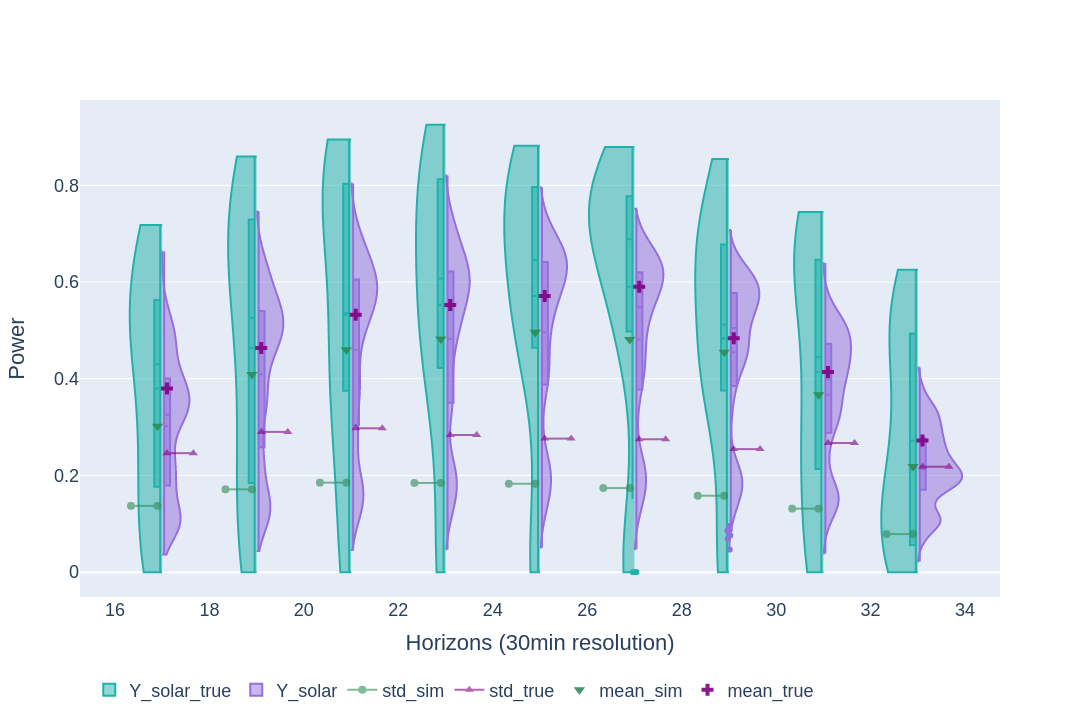 Power
0.8
0.6
0.4
0.2
0
16 18 20 22 24 26 28 30 32 34
Horizons (30min resolution)
Y_solar_true Y_solar std_sim std_true mean_sim mean_true